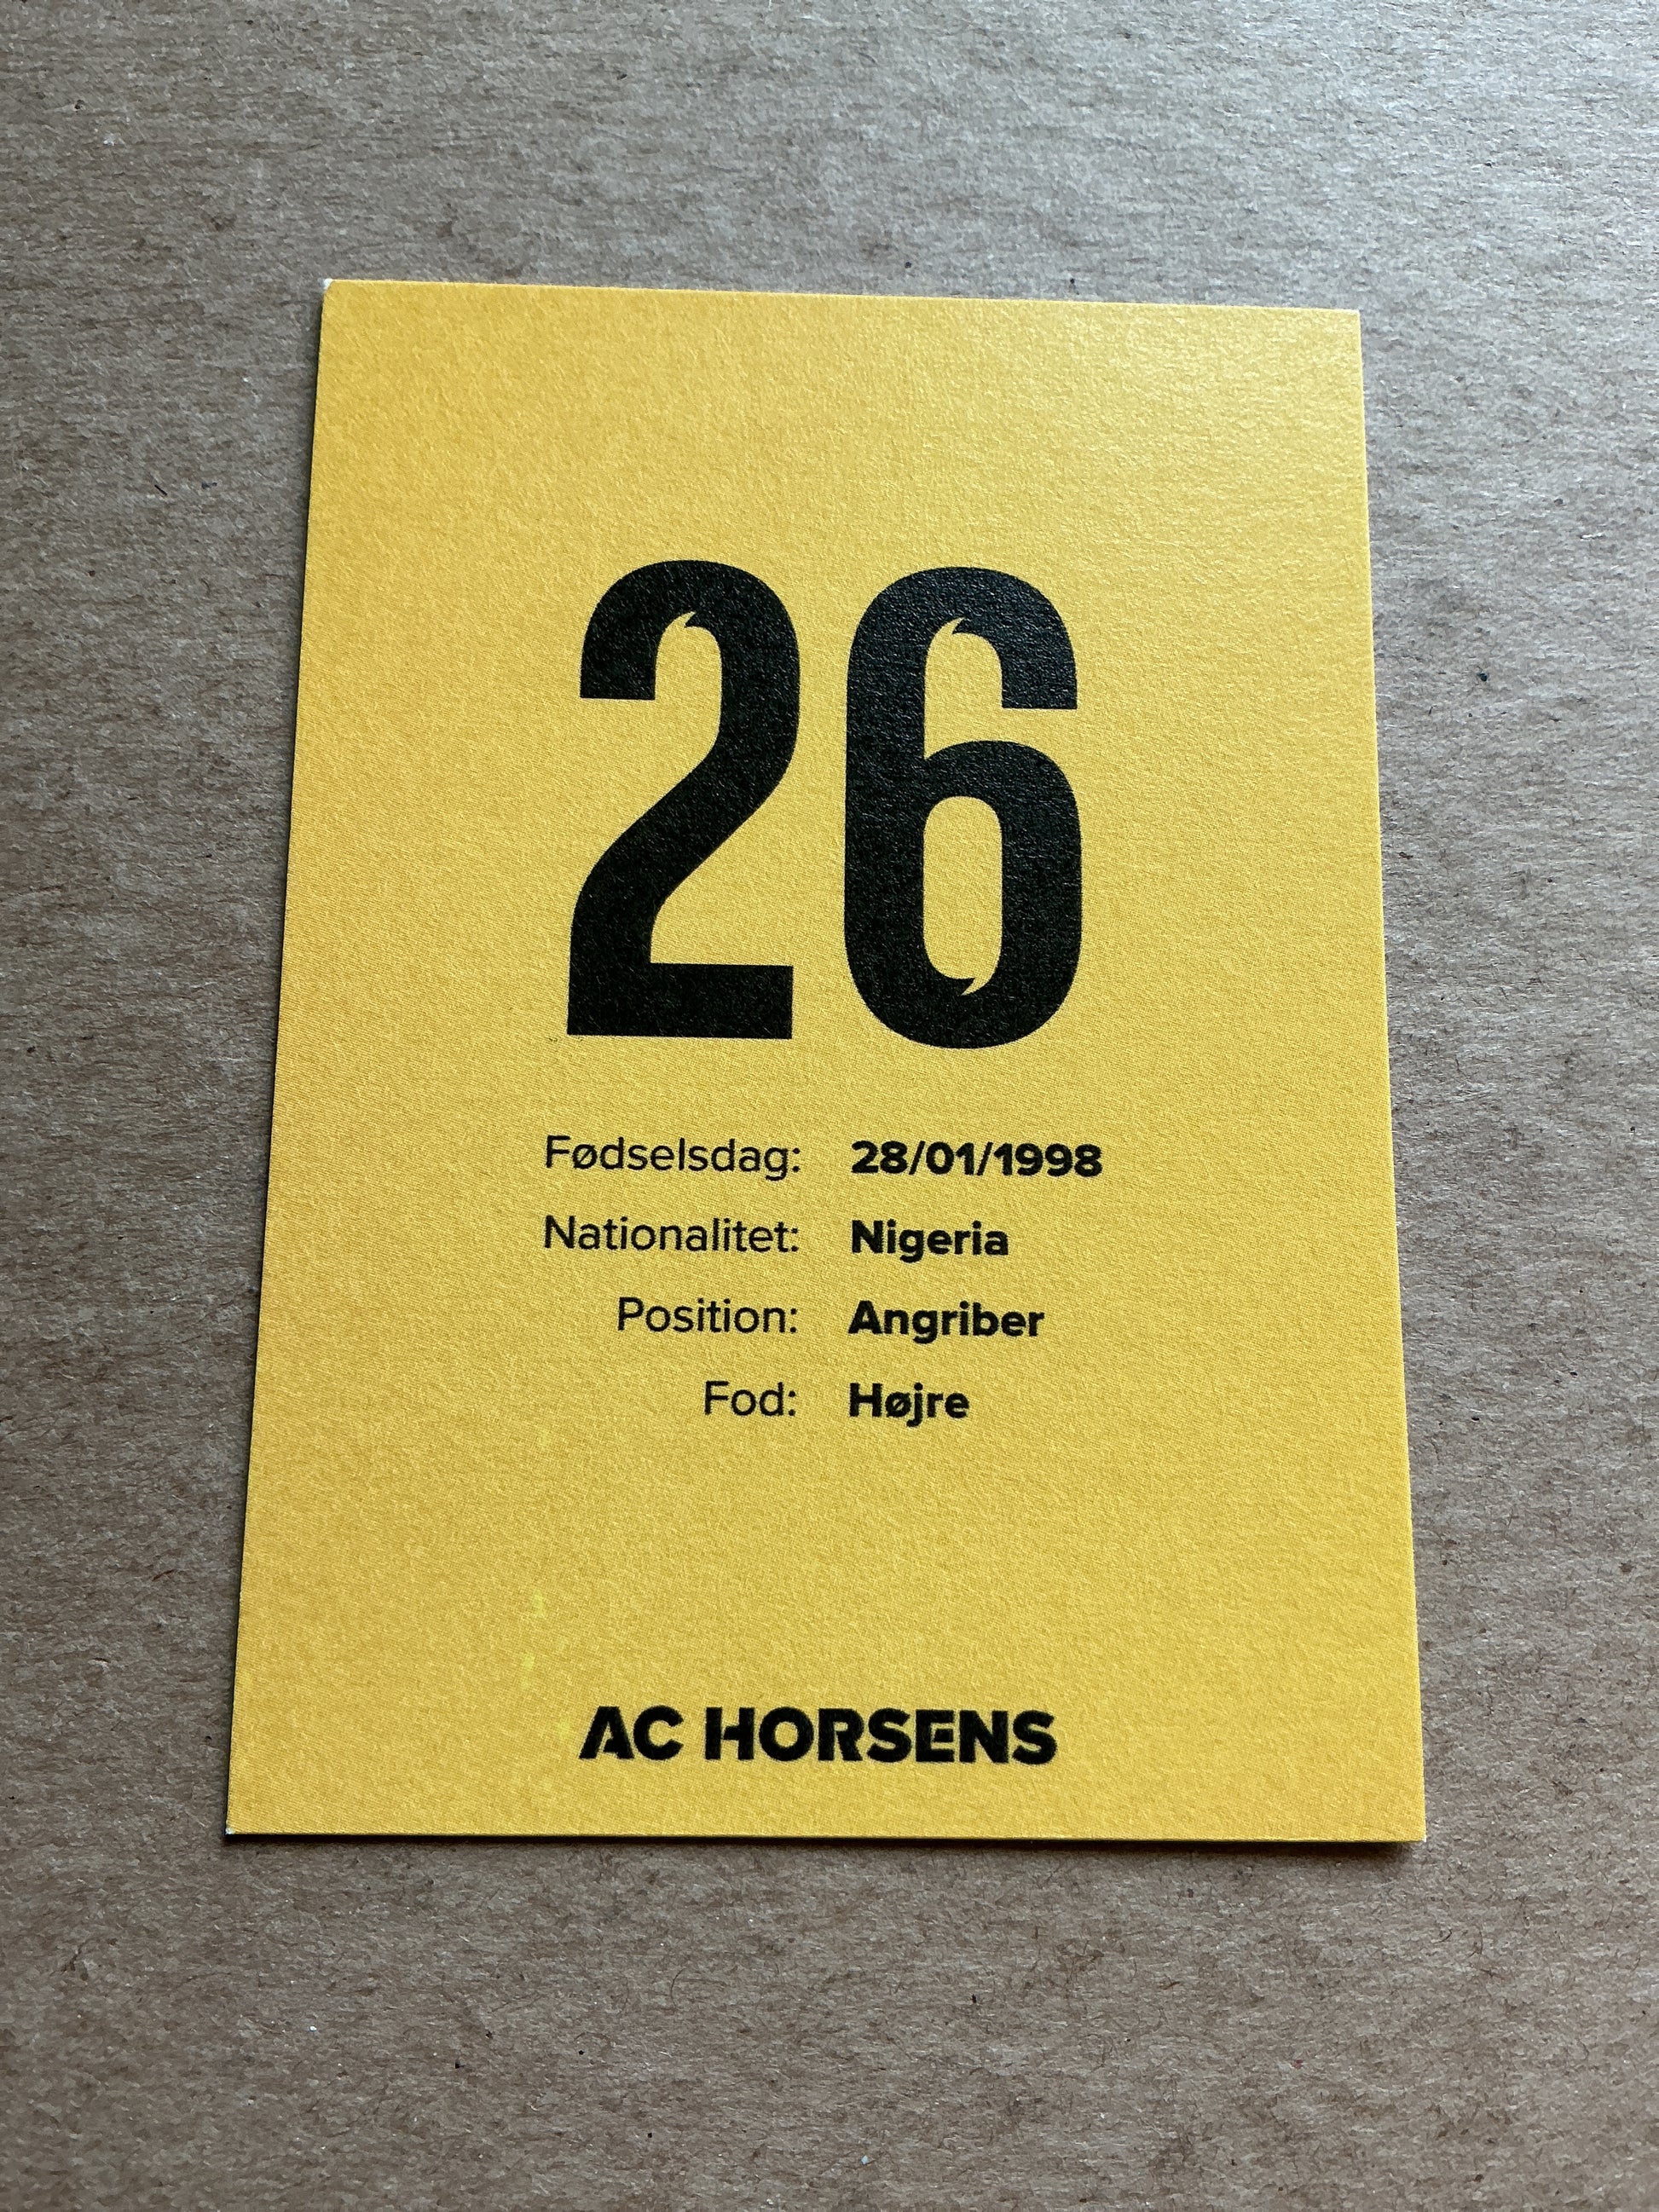 26
Fødselsdag: 28/01/1998
Nationalitet: Nigeria
Position: Angriber
Fod: Højre
AC HORSENS